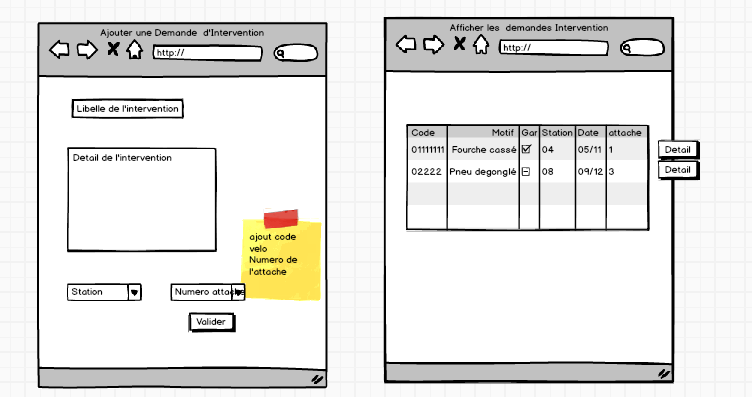 Ajouter une Demande d'Intervention
http://
Libelle de l'intervention
Detail de l'intervention
ajout code
velo
Numero de
l'attache
Station
Numero attache
Valider
Afficher les demandes Intervention
http://
Code Motif Gar Station Date attache
01111111 Fourche cassé 04 05/11 1 Detail
02222 Pneu degonglé 08 09/12 3 Detail